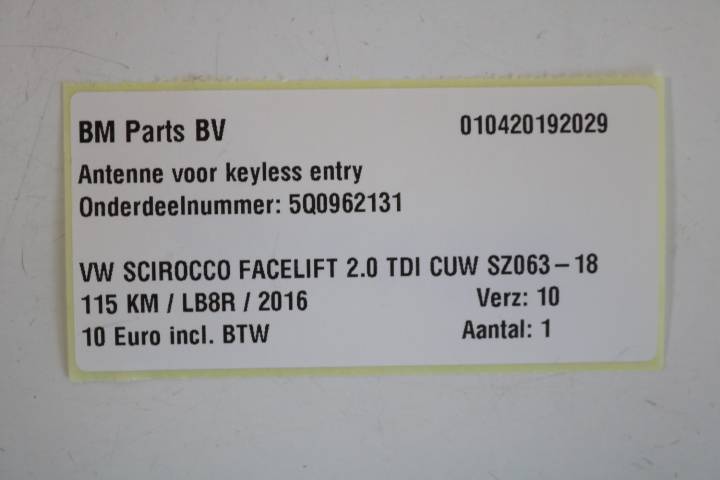 BM Parts BV 010420192029
Antenne voor keyless entry
Onderdeelnummer: 5Q0962131
VW SCIROCCO FACELIFT 2.0 TDI CUW SZ063-18
115 KM / LB8R / 2016 Verz: 10
10 Euro incl. BTW Aantal: 1